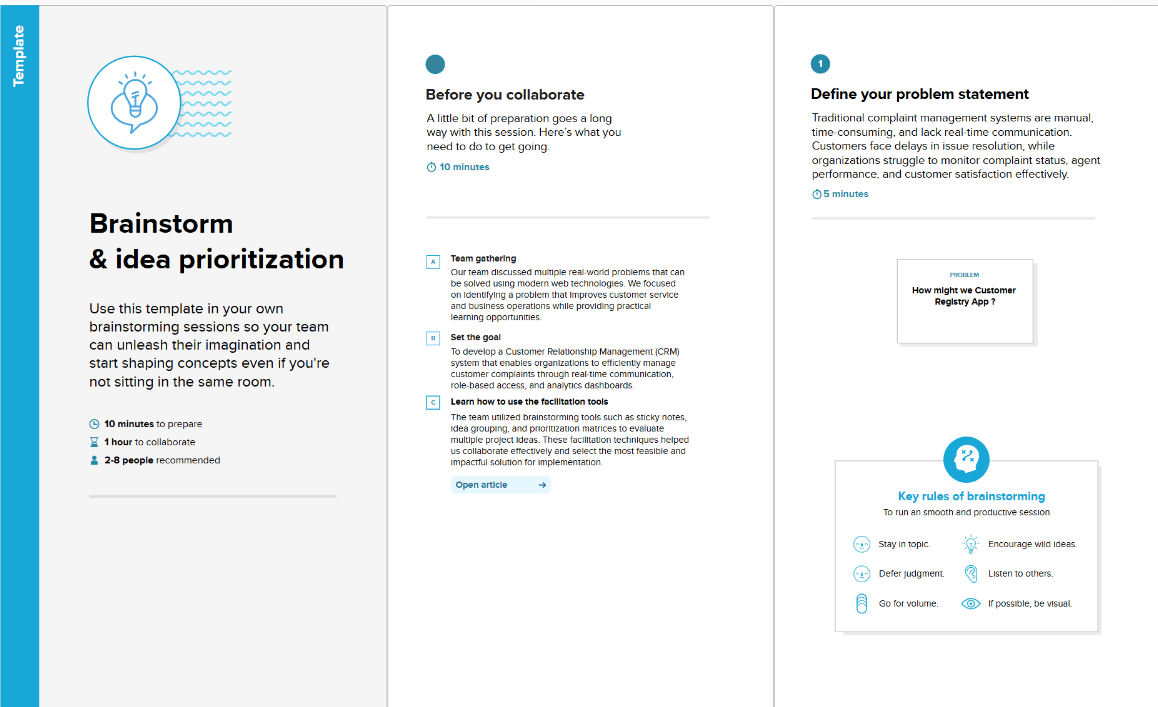 Template
Brainstorm
& idea prioritization
Use this template in your own
brainstorming sessions so your team
can unleash their imagination and
start shaping concepts even if you're
not sitting in the same room.
10 minutes to prepare
1 hour to collaborate
2-8 people recommended
Before you collaborate
A little bit of preparation goes a long
way with this session. Here's what you
need to do to get going.
10 minutes
A
Team gathering
Our team discussed multiple real-world problems that can
be solved using modern web technologies. We focused
on identifying a problem that improves customer service
and business operations while providing practical
learning opportunities.
B
Set the goal
To develop a Customer Relationship Management (CRM)
system that enables organizations to efficiently manage
customer complaints through real-time communication,
role-based access, and analytics dashboards.
C
Learn how to use the facilitation tools
The team utilized brainstorming tools such as sticky notes,
idea grouping, and prioritization matrices to evaluate
multiple project ideas. These facilitation techniques helped
us collaborate effectively and select the most feasible and
impactful solution for implementation.
Open article
1
Define your problem statement
Traditional complaint management systems are manual,
time-consuming, and lack real-time communication.
Customers face delays in issue resolution, while
organizations struggle to monitor complaint status, agent
performance, and customer satisfaction effectively.
5 minutes
PROBLEM
How might we Customer
Registry App ?
Key rules of brainstorming
To run an smooth and productive session
Stay in topic.
Encourage wild ideas.
Defer judgment.
Listen to others.
Go for volume.
If possible, be visual.